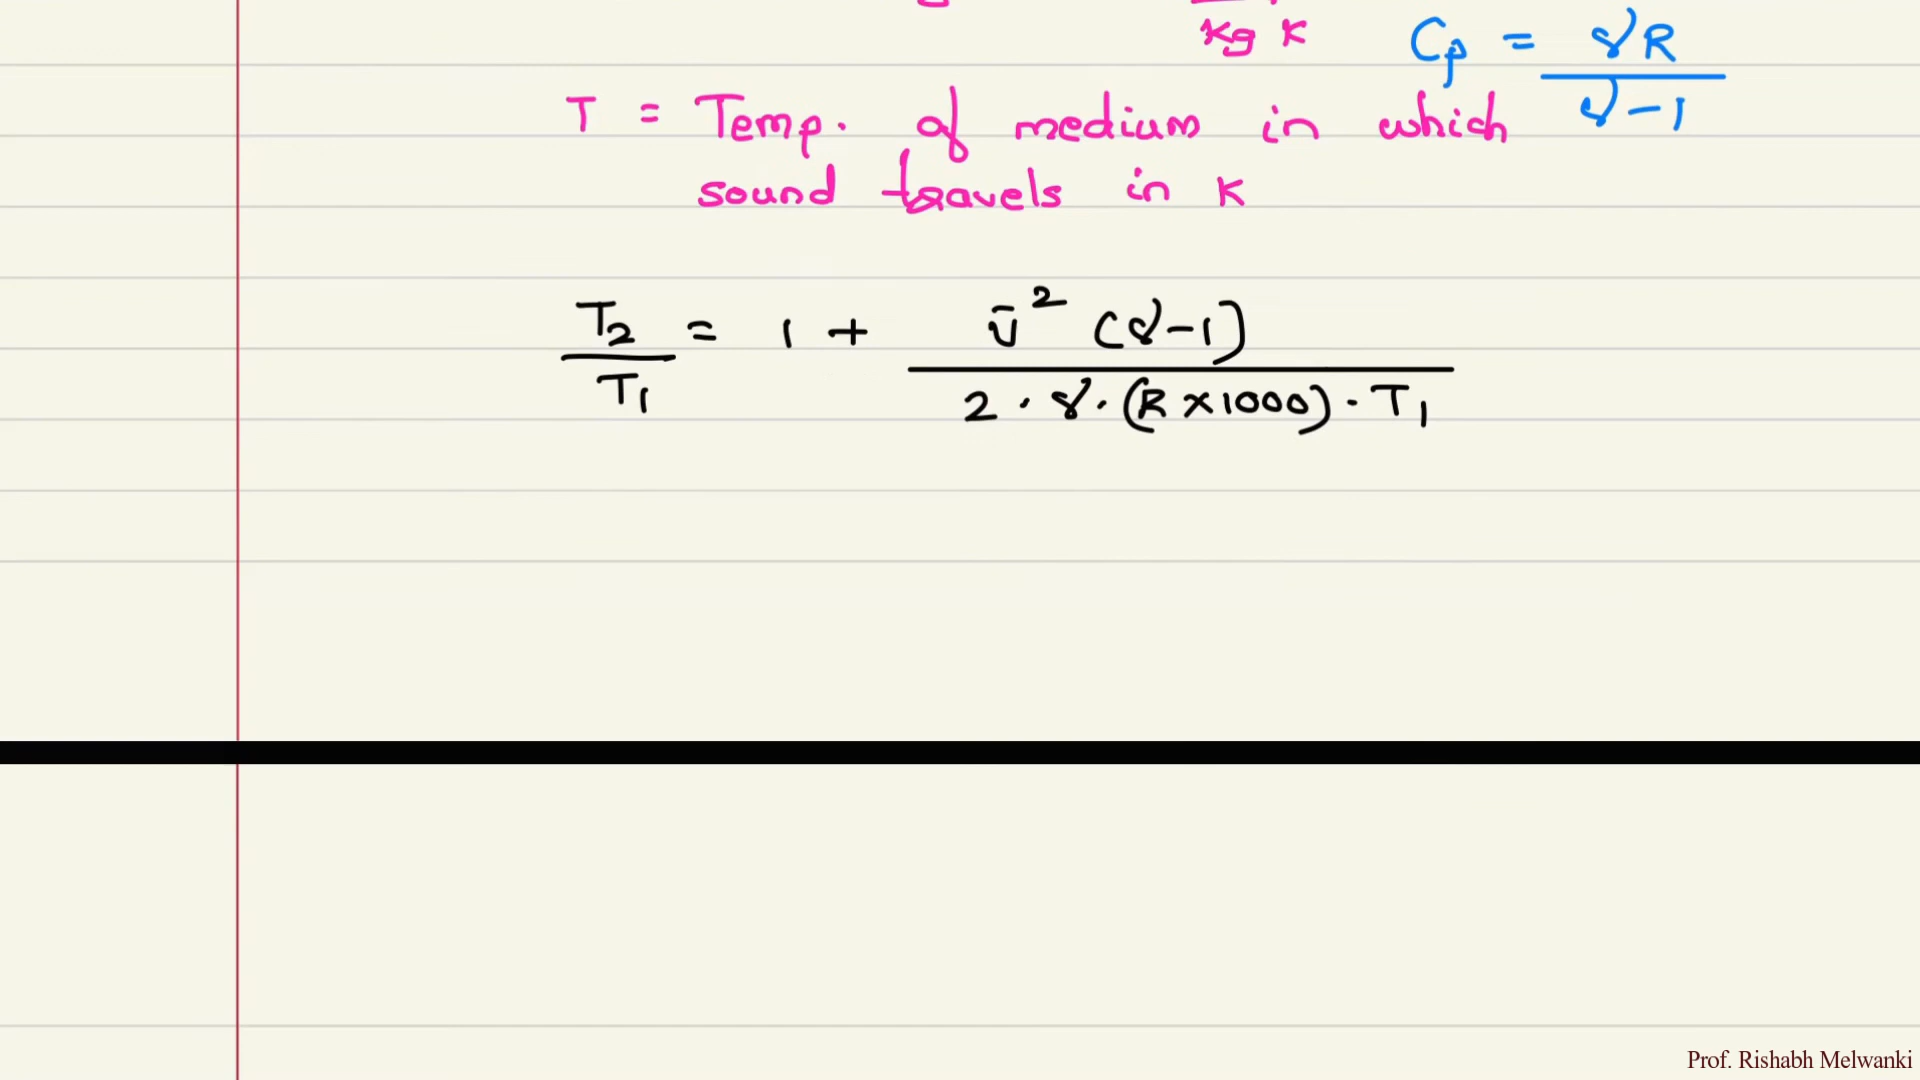 kg K
Cp = γR
γ-1
T = Temp. of medium in which
sound travels in K
T2 = 1 + v̄² (γ-1)
T1 2 · γ · (R × 1000) · T1
Prof. Rishabh Melwanki